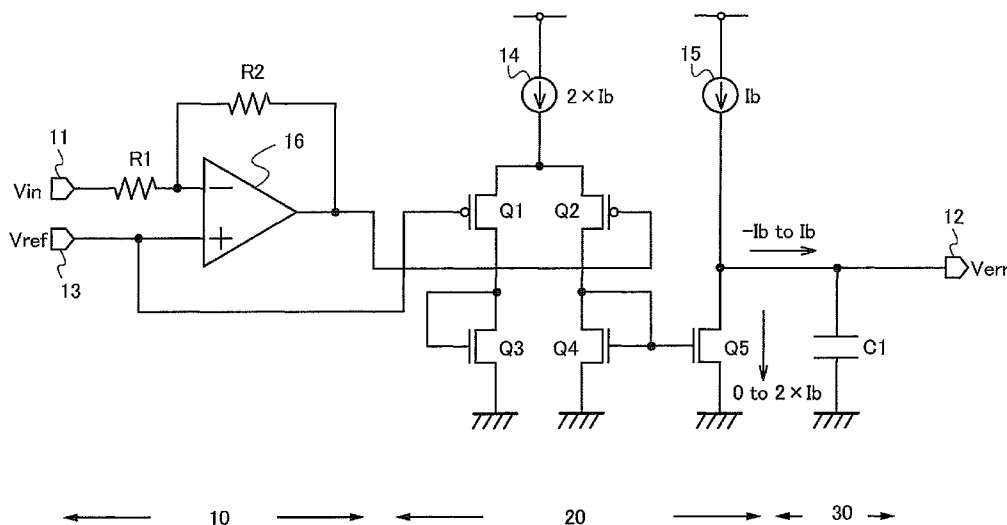 14
15
R2
2×Ib
Ib
11
R1
16
Vin
Q1
Q2
-Ib to Ib
12
Vref
Verr
13
Q3
Q4
Q5
C1
0 to 2×Ib
10
20
30